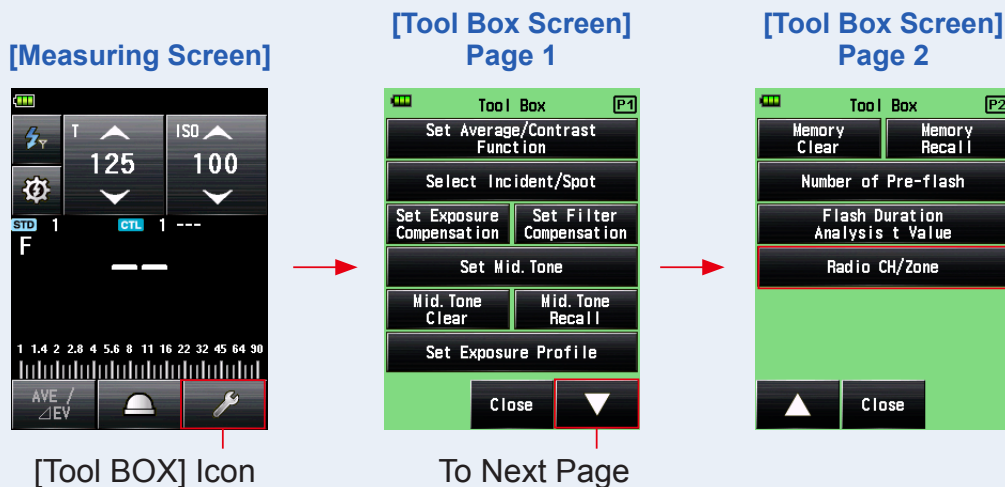 [Measuring Screen]
T
125
ISO
100
STD 1 CTL 1 ---
F
1 1.4 2 2.8 4 5.6 8 11 16 22 32 45 64 90
AVE /
⊿EV
[Tool BOX] Icon
[Tool Box Screen]
Page 1
Tool Box P1
Set Average/Contrast
Function
Select Incident/Spot
Set Exposure
Compensation
Set Filter
Compensation
Set Mid.Tone
Mid.Tone
Clear
Mid.Tone
Recall
Set Exposure Profile
Close
To Next Page
[Tool Box Screen]
Page 2
Tool Box P2
Memory
Clear
Memory
Recall
Number of Pre-flash
Flash Duration
Analysis t Value
Radio CH/Zone
Close